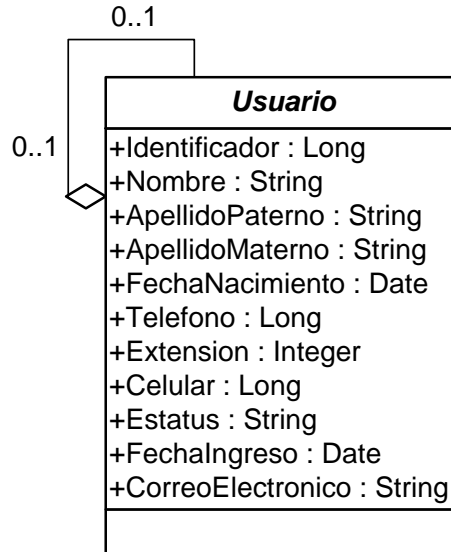 0..1
Usuario
0..1
+Identificador : Long
+Nombre : String
+ApellidoPaterno : String
+ApellidoMaterno : String
+FechaNacimiento : Date
+Telefono : Long
+Extension : Integer
+Celular : Long
+Estatus : String
+FechaIngreso : Date
+CorreoElectronico : String